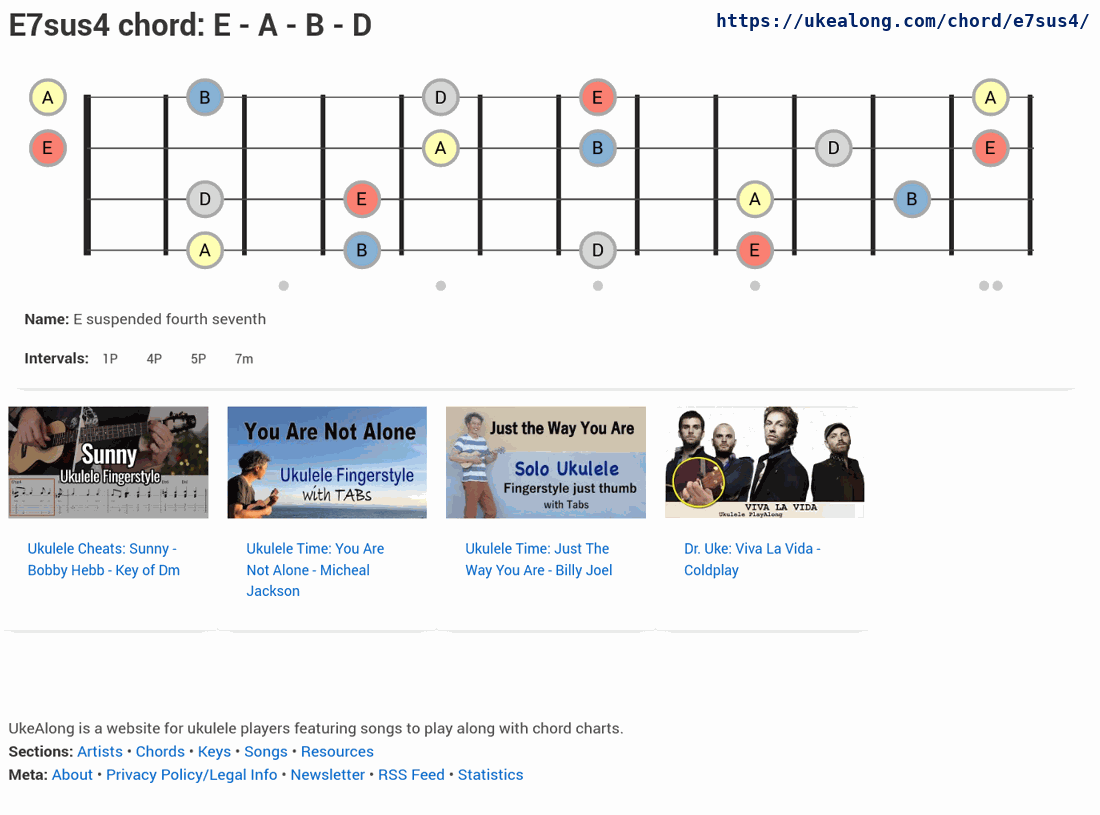 E7sus4 chord: E - A - B - D
https://ukealong.com/chord/e7sus4/
A B D E A
E A B D E
D E A B
A B D E
Name: E suspended fourth seventh
Intervals: 1P 4P 5P 7m
Sunny
Ukulele Fingerstyle
You Are Not Alone
Ukulele Fingerstyle
with TABs
Just the Way You Are
Solo Ukulele
Fingerstyle just thumb
with Tabs
VIVA LA VIDA
Ukulele PlayAlong
Ukulele Cheats: Sunny -
Bobby Hebb - Key of Dm
Ukulele Time: You Are
Not Alone - Micheal
Jackson
Ukulele Time: Just The
Way You Are - Billy Joel
Dr. Uke: Viva La Vida -
Coldplay
UkeAlong is a website for ukulele players featuring songs to play along with chord charts.
Sections: Artists • Chords • Keys • Songs • Resources
Meta: About • Privacy Policy/Legal Info • Newsletter • RSS Feed • Statistics